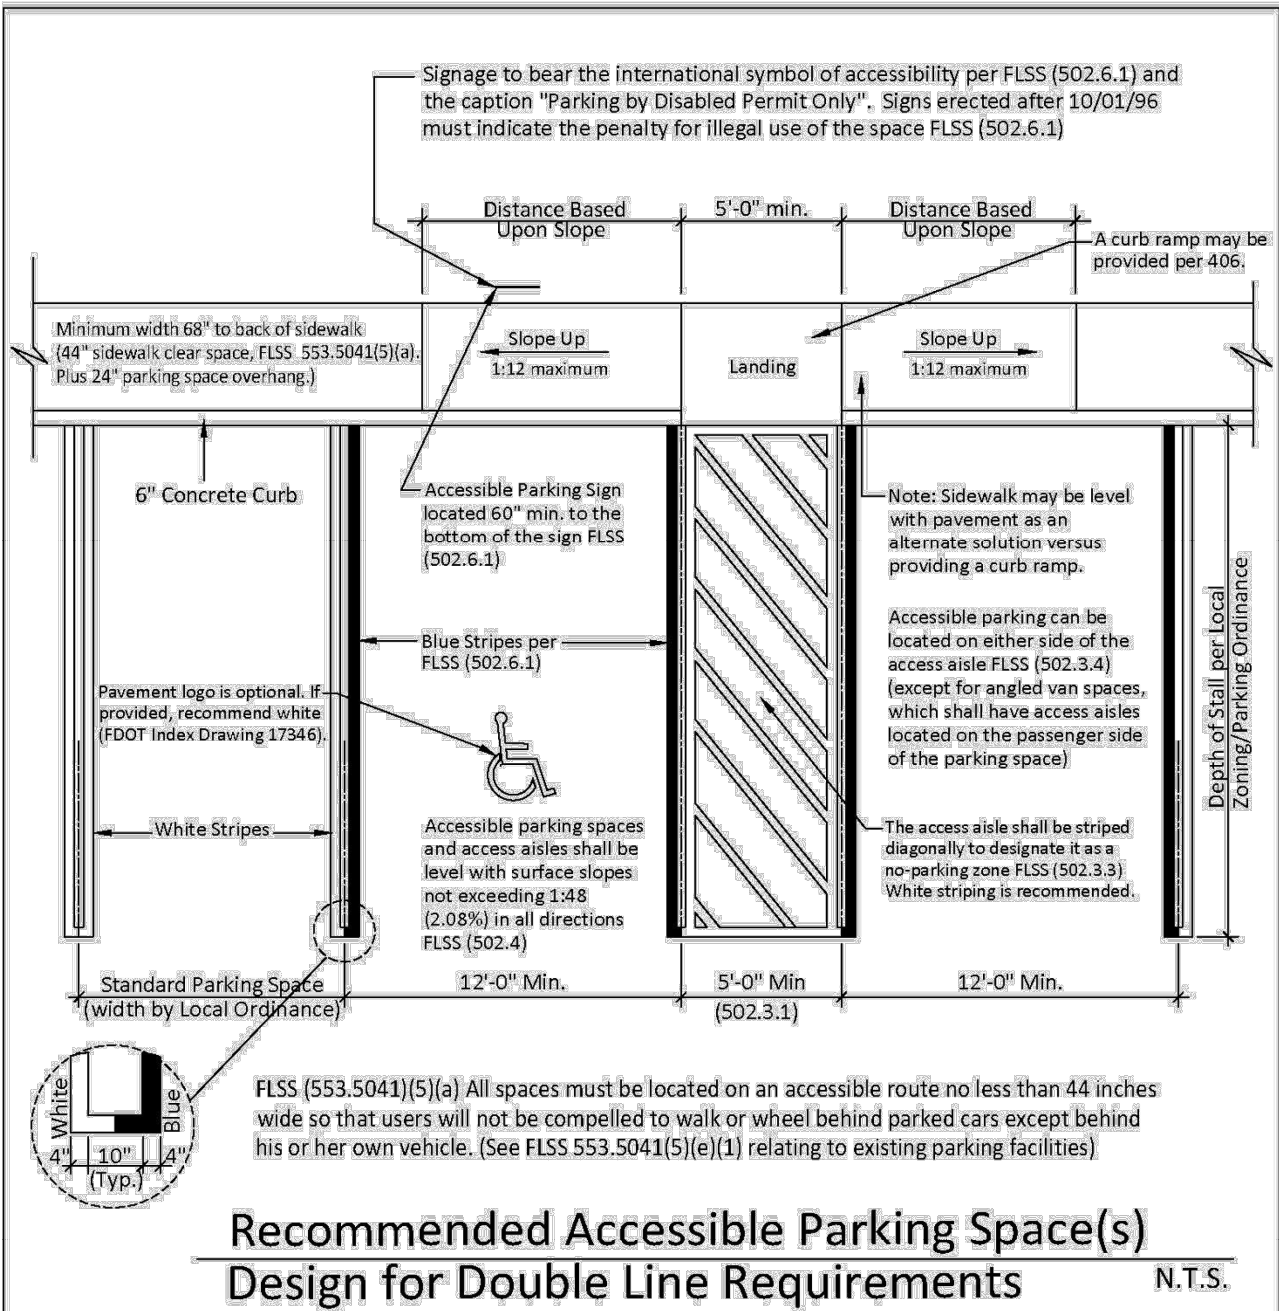 Signage to bear the international symbol of accessibility per FLSS (502.6.1) and
the caption "Parking by Disabled Permit Only".  Signs erected after 10/01/96
must indicate the penalty for illegal use of the space FLSS (502.6.1)
Distance Based
Upon Slope
5'-0" min.
Distance Based
Upon Slope
A curb ramp may be
provided per 406.
Minimum width 68" to back of sidewalk
(44" sidewalk clear space, FLSS  553.5041(5)(a).
Plus 24" parking space overhang.)
Slope Up
1:12 maximum
Landing
Slope Up
1:12 maximum
6" Concrete Curb
Accessible Parking Sign
located 60" min. to the
bottom of the sign FLSS
(502.6.1)
Note: Sidewalk may be level
with pavement as an
alternate solution versus
providing a curb ramp.
Accessible parking can be
located on either side of the
access aisle FLSS (502.3.4)
(except for angled van spaces,
which shall have access aisles
located on the passenger side
of the parking space)
Depth of Stall per Local
Zoning/Parking Ordinance
Blue Stripes per
FLSS (502.6.1)
Pavement logo is optional. If
provided, recommend white
(FDOT Index Drawing 17346).
White Stripes
Accessible parking spaces
and access aisles shall be
level with surface slopes
not exceeding 1:48
(2.08%) in all directions
FLSS (502.4)
The access aisle shall be striped
diagonally to designate it as a
no-parking zone FLSS (502.3.3)
White striping is recommended.
Standard Parking Space
(width by Local Ordinance)
12'-0" Min.
5'-0" Min
(502.3.1)
12'-0" Min.
White
Blue
4"
10"
(Typ.)
4"
FLSS (553.5041)(5)(a) All spaces must be located on an accessible route no less than 44 inches
wide so that users will not be compelled to walk or wheel behind parked cars except behind
his or her own vehicle. (See FLSS 553.5041(5)(e)(1) relating to existing parking facilities)
Recommended Accessible Parking Space(s)
Design for Double Line Requirements
N.T.S.